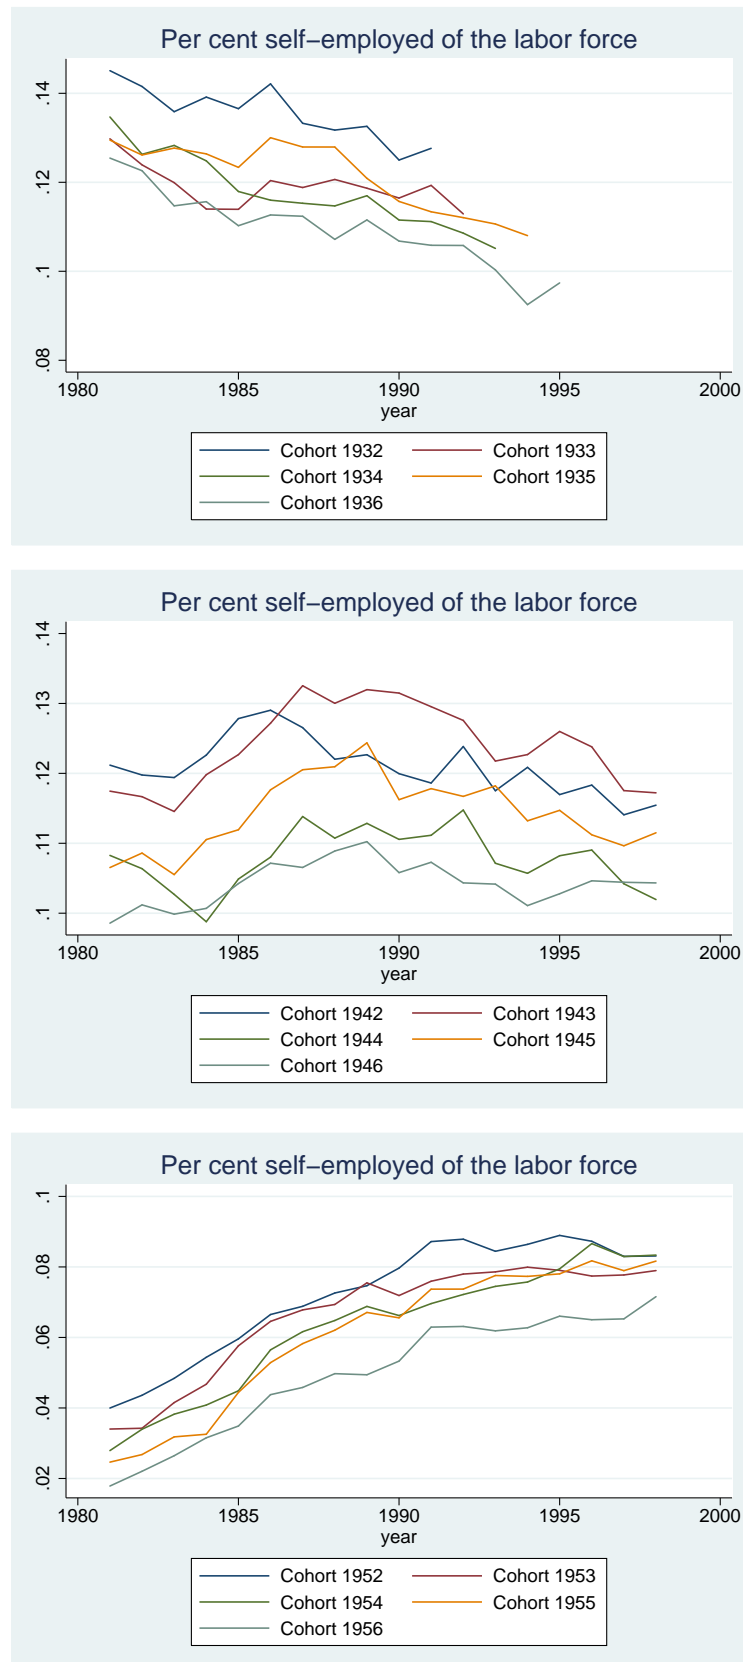 Per cent self−employed of the labor force
.14
.12
.1
.08
1980 1985 1990 1995 2000
year
Cohort 1932 Cohort 1933
Cohort 1934 Cohort 1935
Cohort 1936
Per cent self−employed of the labor force
.14
.13
.12
.11
.1
1980 1985 1990 1995 2000
year
Cohort 1942 Cohort 1943
Cohort 1944 Cohort 1945
Cohort 1946
Per cent self−employed of the labor force
.1
.08
.06
.04
.02
1980 1985 1990 1995 2000
year
Cohort 1952 Cohort 1953
Cohort 1954 Cohort 1955
Cohort 1956